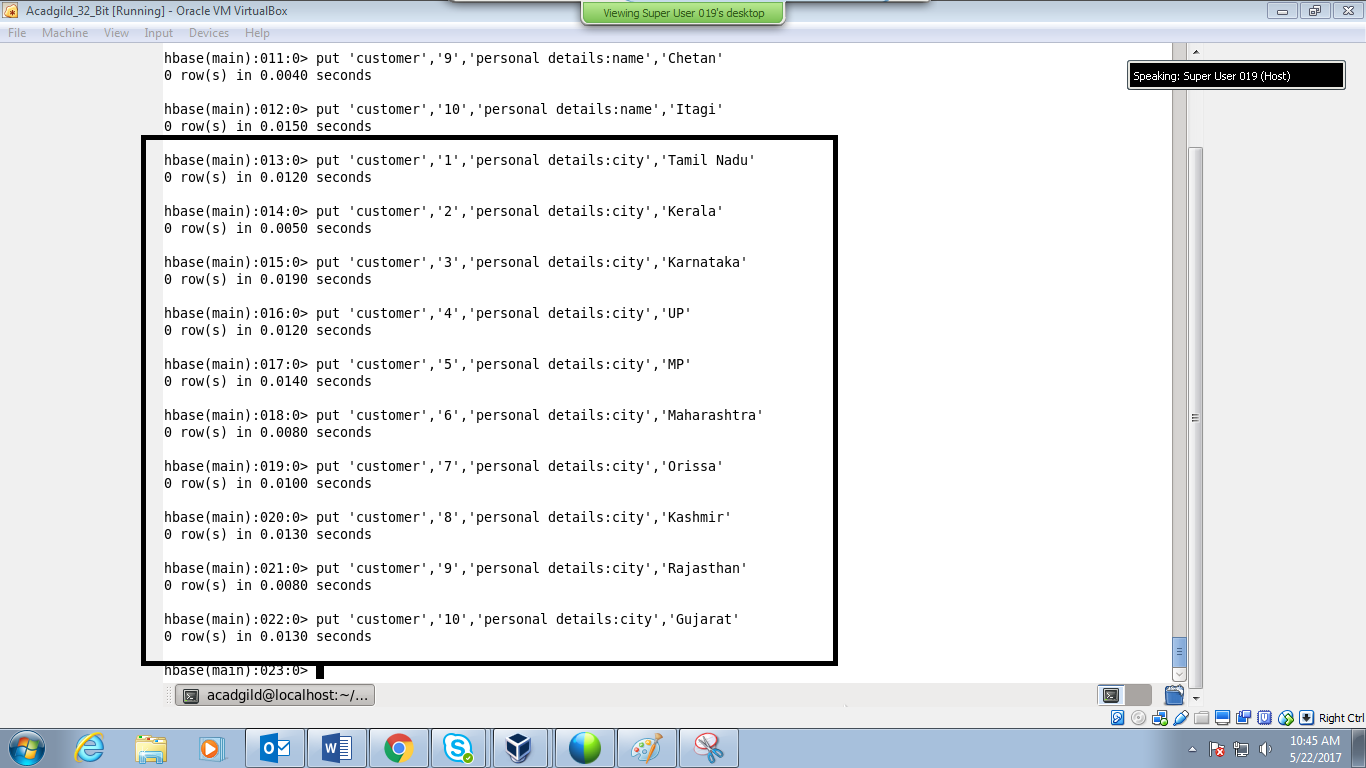 Acadgild_32_Bit [Running] - Oracle VM VirtualBox
Viewing Super User 019's desktop
File Machine View Input Devices Help
Speaking: Super User 019 (Host)
hbase(main):011:0> put 'customer','9','personal details:name','Chetan'
0 row(s) in 0.0040 seconds
hbase(main):012:0> put 'customer','10','personal details:name','Itagi'
0 row(s) in 0.0150 seconds
hbase(main):013:0> put 'customer','1','personal details:city','Tamil Nadu'
0 row(s) in 0.0120 seconds
hbase(main):014:0> put 'customer','2','personal details:city','Kerala'
0 row(s) in 0.0050 seconds
hbase(main):015:0> put 'customer','3','personal details:city','Karnataka'
0 row(s) in 0.0190 seconds
hbase(main):016:0> put 'customer','4','personal details:city','UP'
0 row(s) in 0.0120 seconds
hbase(main):017:0> put 'customer','5','personal details:city','MP'
0 row(s) in 0.0140 seconds
hbase(main):018:0> put 'customer','6','personal details:city','Maharashtra'
0 row(s) in 0.0080 seconds
hbase(main):019:0> put 'customer','7','personal details:city','Orissa'
0 row(s) in 0.0100 seconds
hbase(main):020:0> put 'customer','8','personal details:city','Kashmir'
0 row(s) in 0.0130 seconds
hbase(main):021:0> put 'customer','9','personal details:city','Rajasthan'
0 row(s) in 0.0080 seconds
hbase(main):022:0> put 'customer','10','personal details:city','Gujarat'
0 row(s) in 0.0130 seconds
hbase(main):023:0>
acadgild@localhost:~/...
Right Ctrl
10:45 AM
5/22/2017